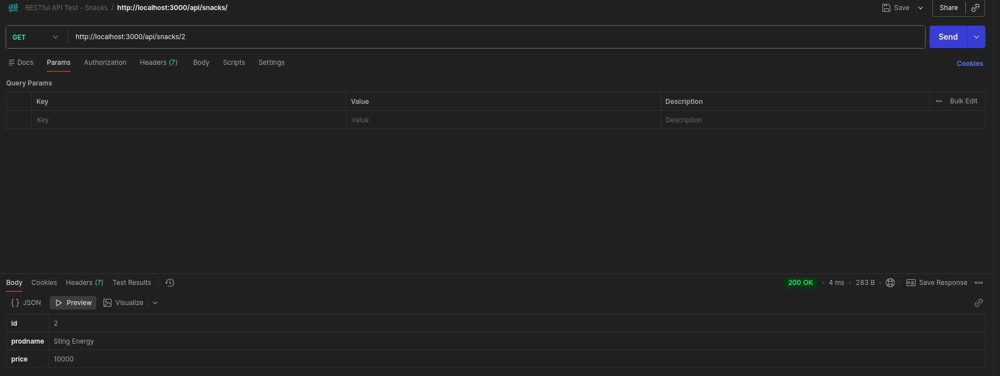 HTTP RESTful API Test - Snacks / http://localhost:3000/api/snacks/ Save Share
GET http://localhost:3000/api/snacks/2 Send
Docs Params Authorization Headers (7) Body Scripts Settings Cookies
Query Params
Key Value Description Bulk Edit
Key Value Description
Body Cookies Headers (7) Test Results 200 OK • 4 ms • 283 B • e.g. Save Response
{} JSON Preview Visualize
id 2
prodname Sting Energy
price 10000